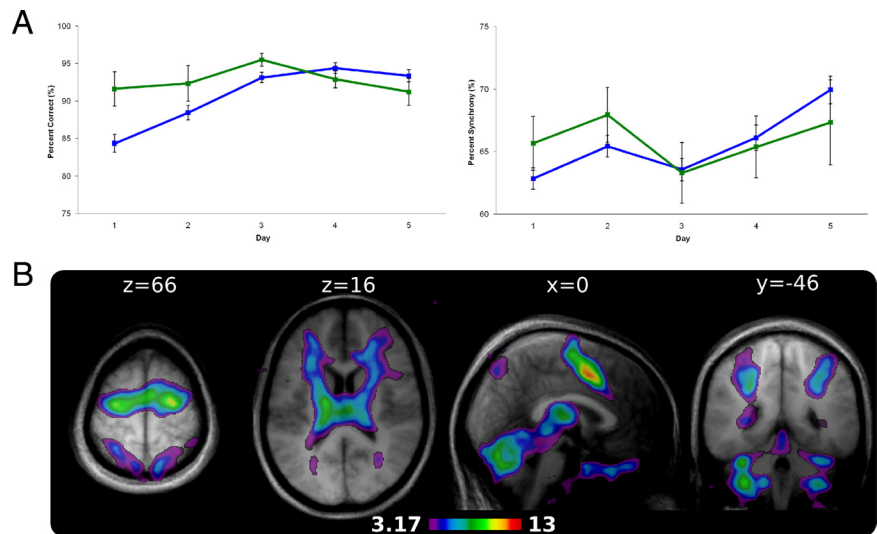 A
Percent Correct (%)
100
95
90
85
80
75
1 2 3 4 5
Day
Percent Synchrony (%)
75
70
65
60
1 2 3 4 5
Day
B
z=66 z=16 x=0 y=-46
3.17 13